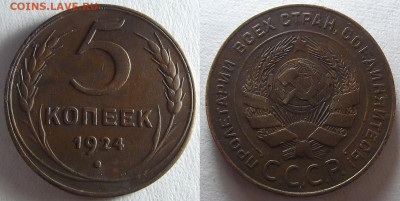 COINS.LAVE.RU
5
КОПЕЕК
1924
ПРОЛЕТАРИИ ВСЕХ СТРАН, СОЕДИНЯЙТЕСЬ!
С.С.С.Р.